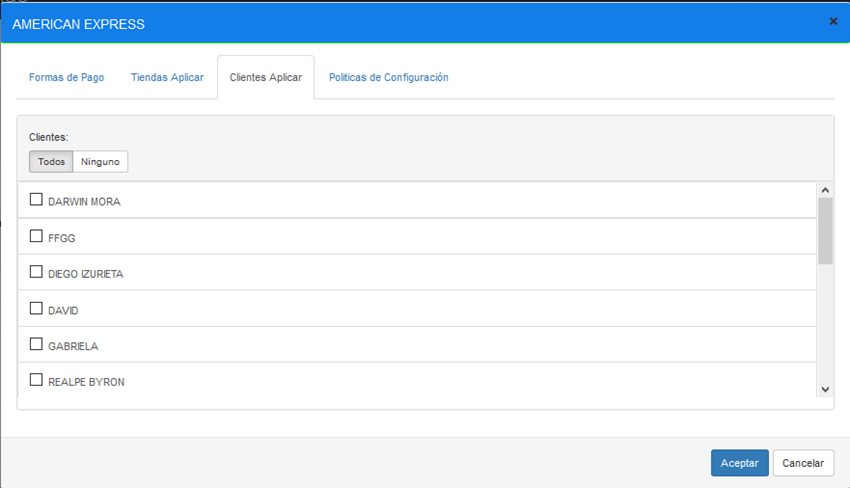 AMERICAN EXPRESS
×
Formas de Pago Tiendas Aplicar Clientes Aplicar Politicas de Configuración
Clientes:
Todos Ninguno
DARWIN MORA
FFGG
DIEGO IZURIETA
DAVID
GABRIELA
REALPE BYRON
Aceptar Cancelar